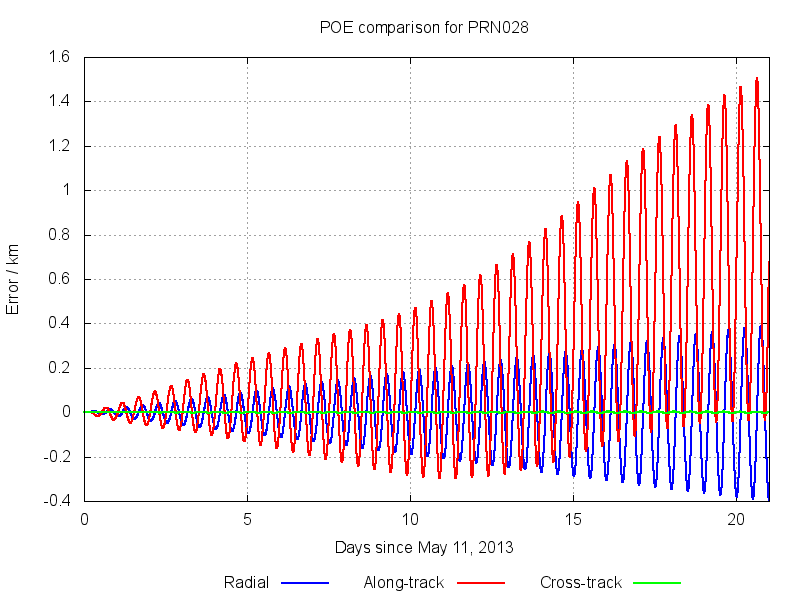 POE comparison for PRN028
1.6
1.4
1.2
1
0.8
0.6
0.4
0.2
0
-0.2
-0.4
Error / km
0 5 10 15 20
Days since May 11, 2013
Radial Along-track Cross-track